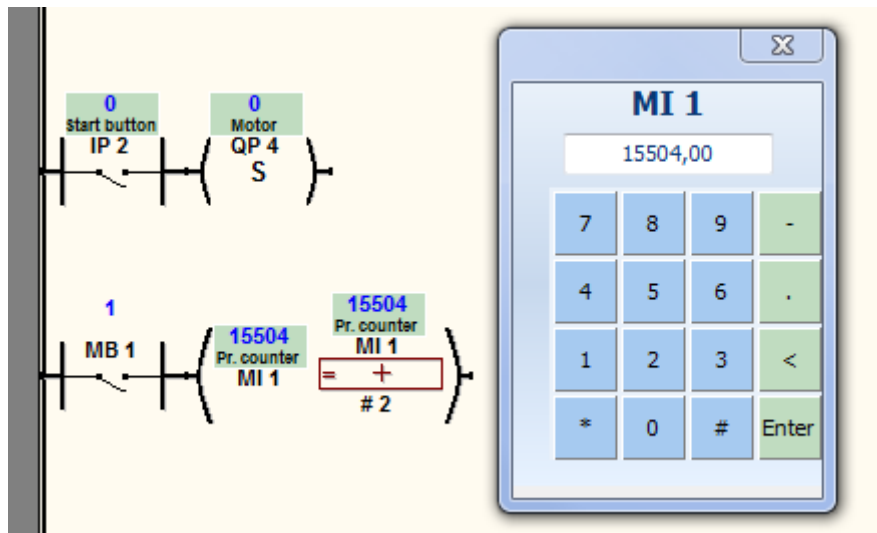 0
Start button
IP 2
0
Motor
QP 4
S
1
MB 1
15504
Pr. counter
MI 1
=
15504
Pr. counter
MI 1
+
# 2
MI 1
15504,00
7 8 9 -
4 5 6 .
1 2 3 <
* 0 # Enter